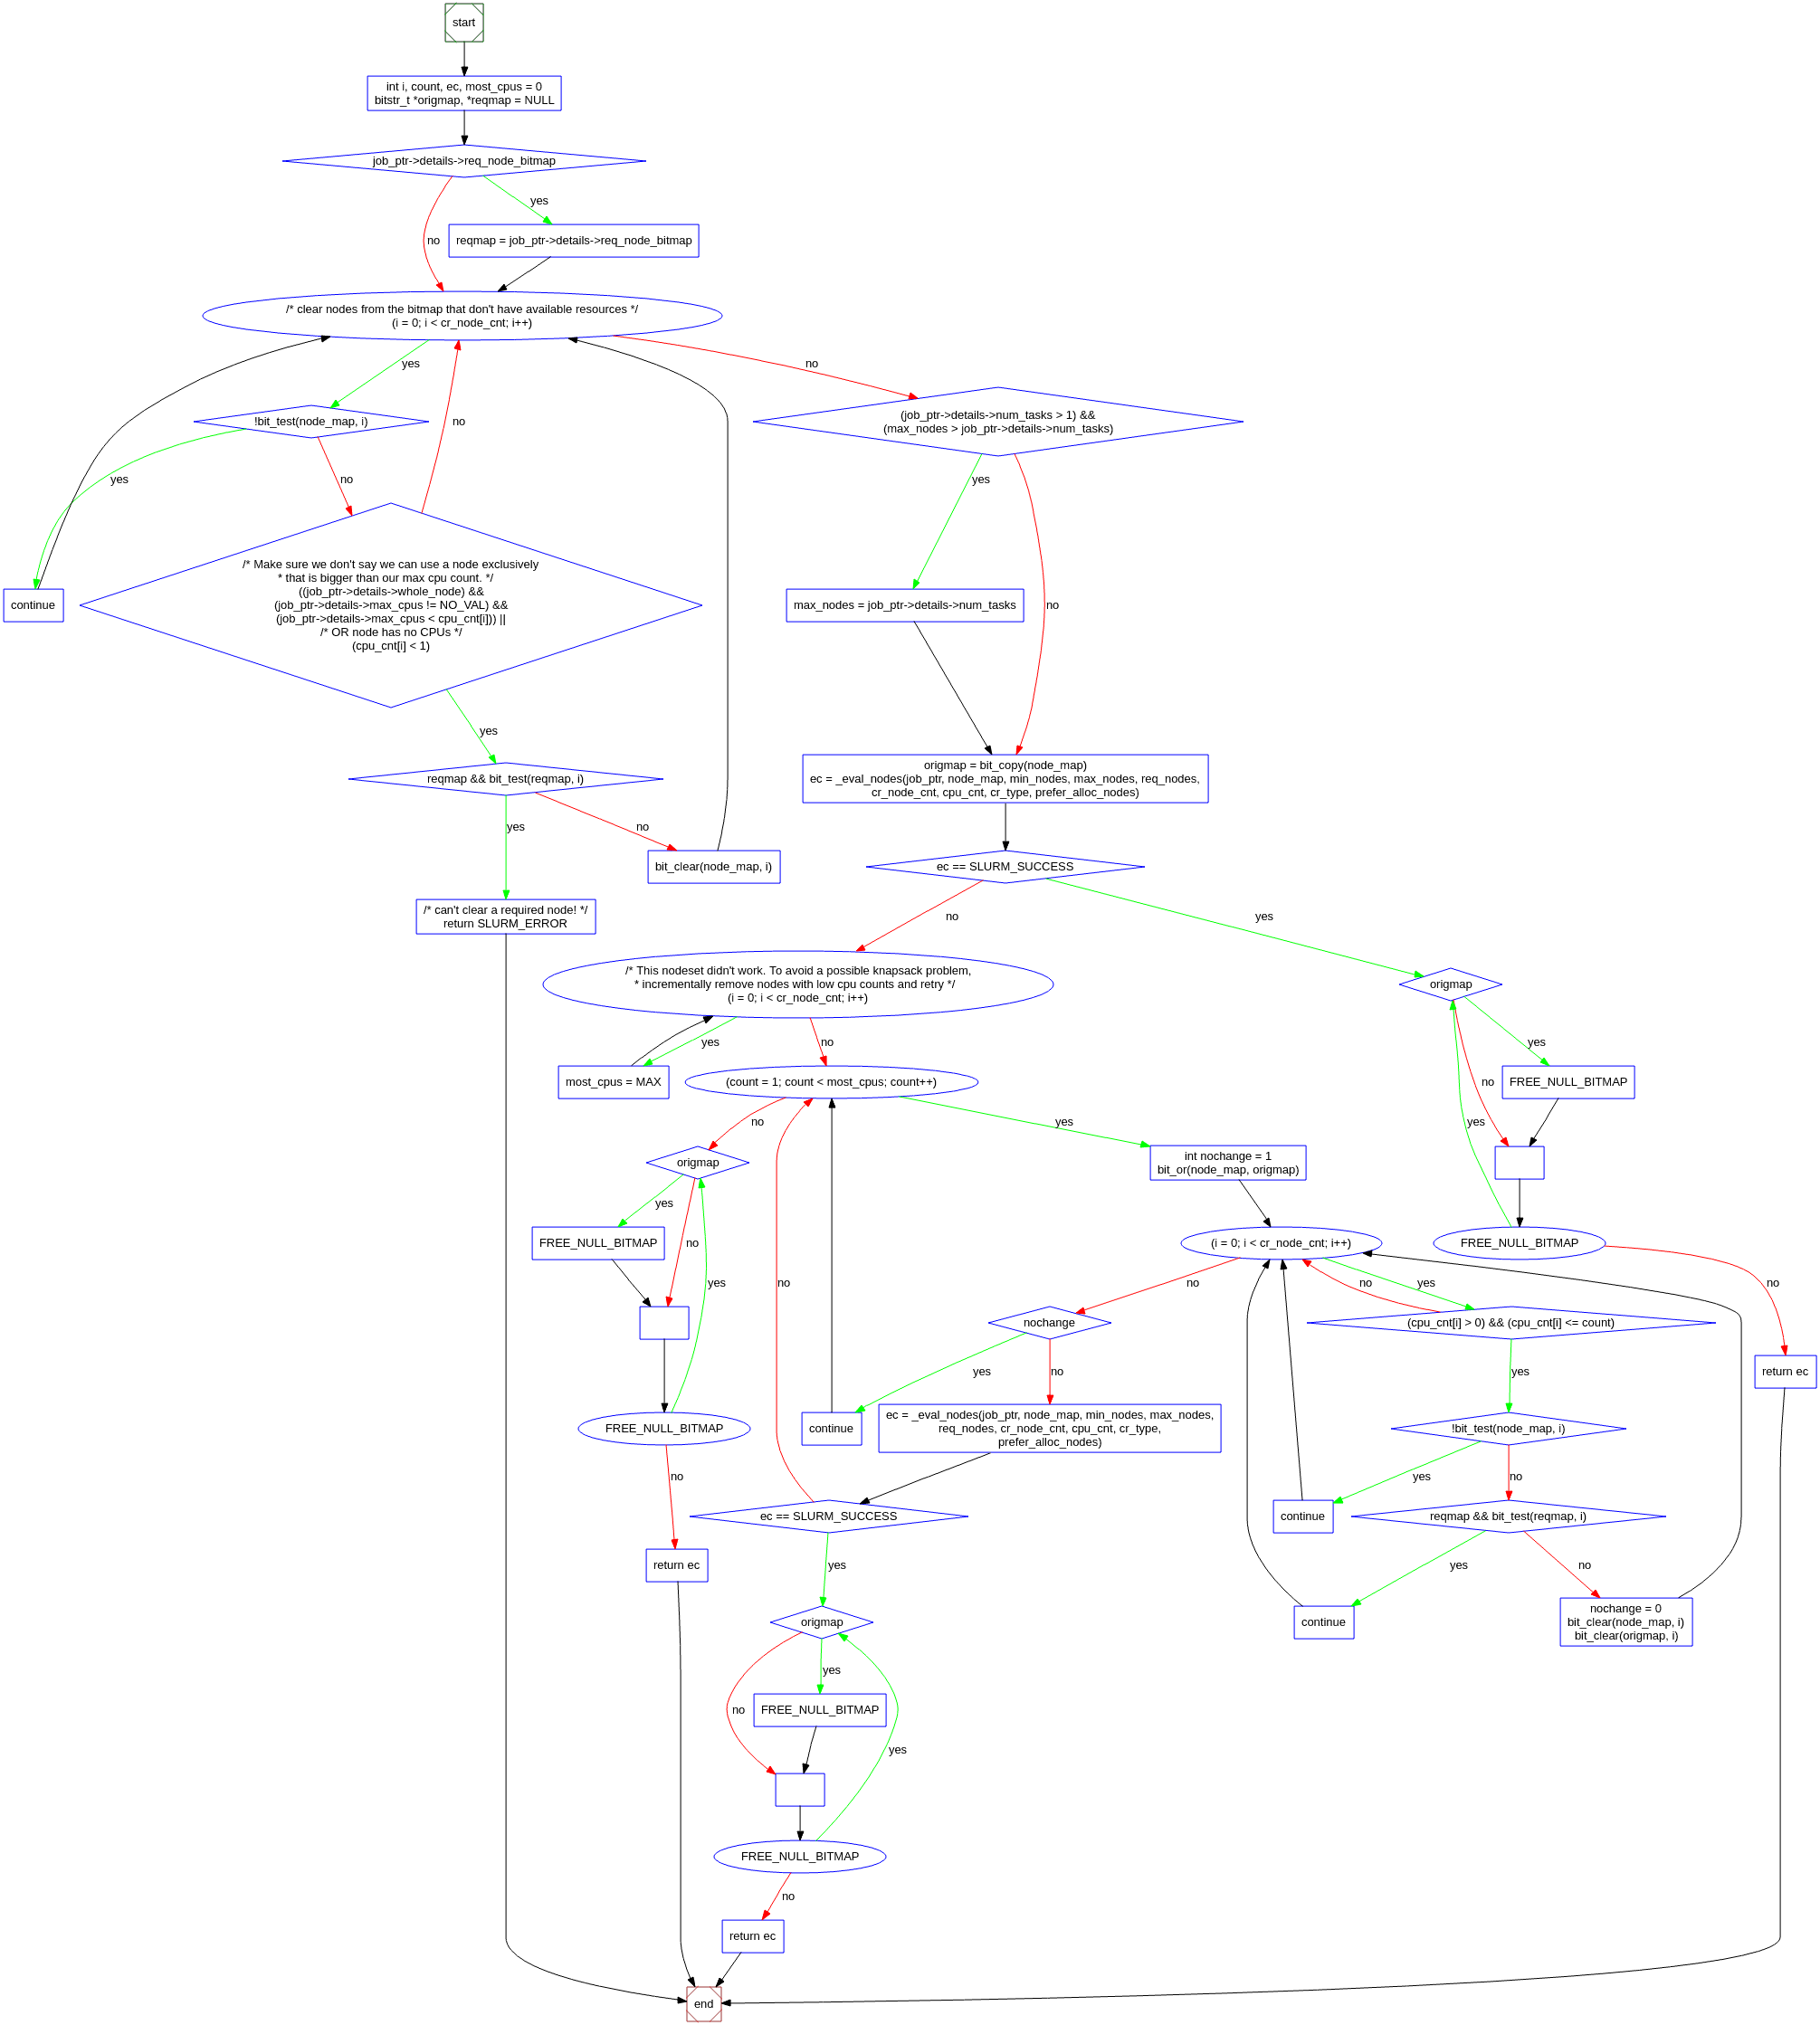 start
int i, count, ec, most_cpus = 0
bitstr_t *origmap, *reqmap = NULL
job_ptr->details->req_node_bitmap
yes
no
reqmap = job_ptr->details->req_node_bitmap
/* clear nodes from the bitmap that don't have available resources */
(i = 0; i < cr_node_cnt; i++)
yes
no
!bit_test(node_map, i)
no
(job_ptr->details->num_tasks > 1) &&
(max_nodes > job_ptr->details->num_tasks)
yes
no
yes
continue
/* Make sure we don't say we can use a node exclusively
* that is bigger than our max cpu count. */
((job_ptr->details->whole_node) &&
(job_ptr->details->max_cpus != NO_VAL) &&
(job_ptr->details->max_cpus < cpu_cnt[i])) ||
/* OR node has no CPUs */
(cpu_cnt[i] < 1)
max_nodes = job_ptr->details->num_tasks
no
yes
reqmap && bit_test(reqmap, i)
origmap = bit_copy(node_map)
ec = _eval_nodes(job_ptr, node_map, min_nodes, max_nodes, req_nodes,
cr_node_cnt, cpu_cnt, cr_type, prefer_alloc_nodes)
yes
no
bit_clear(node_map, i)
ec == SLURM_SUCCESS
/* can't clear a required node! */
return SLURM_ERROR
no
yes
/* This nodeset didn't work. To avoid a possible knapsack problem,
* incrementally remove nodes with low cpu counts and retry */
(i = 0; i < cr_node_cnt; i++)
origmap
yes
no
yes
most_cpus = MAX
(count = 1; count < most_cpus; count++)
no
FREE_NULL_BITMAP
no
yes
yes
origmap
int nochange = 1
bit_or(node_map, origmap)
yes
FREE_NULL_BITMAP
no
(i = 0; i < cr_node_cnt; i++)
FREE_NULL_BITMAP
yes
no
no
no
yes
no
nochange
(cpu_cnt[i] > 0) && (cpu_cnt[i] <= count)
yes
no
yes
return ec
FREE_NULL_BITMAP
continue
ec = _eval_nodes(job_ptr, node_map, min_nodes, max_nodes,
req_nodes, cr_node_cnt, cpu_cnt, cr_type,
prefer_alloc_nodes)
!bit_test(node_map, i)
no
yes
no
ec == SLURM_SUCCESS
continue
reqmap && bit_test(reqmap, i)
return ec
yes
yes
no
origmap
continue
nochange = 0
bit_clear(node_map, i)
bit_clear(origmap, i)
yes
no
FREE_NULL_BITMAP
yes
FREE_NULL_BITMAP
no
return ec
end